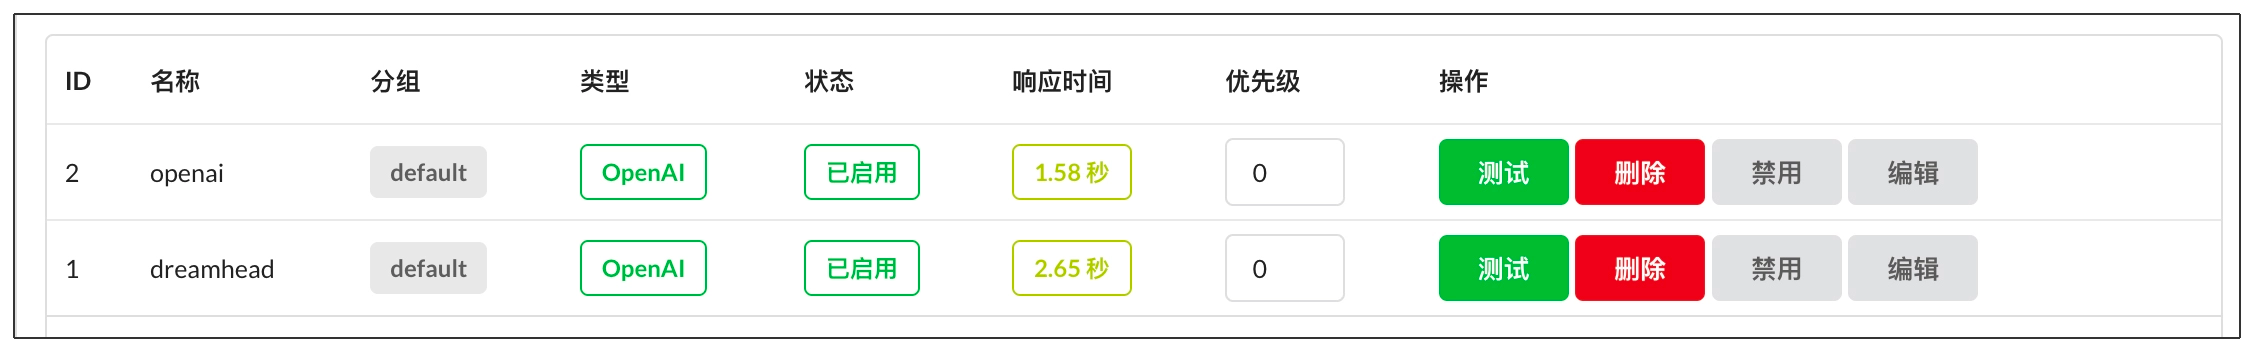 ID 名称 分组 类型 状态 响应时间 优先级 操作
2 openai default OpenAI 已启用 1.58 秒 0 测试 删除 禁用 编辑
1 dreamhead default OpenAI 已启用 2.65 秒 0 测试 删除 禁用 编辑